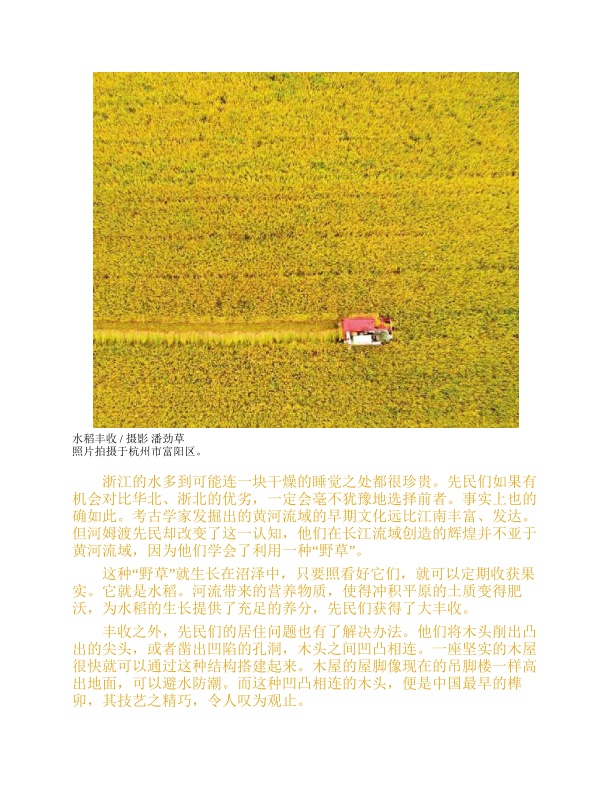 水稻丰收 / 摄影 潘劲草
照片拍摄于杭州市富阳区。
浙江的水多到可能连一块干燥的睡觉之处都很珍贵。先民们如果有
机会对比华北、浙北的优劣，一定会毫不犹豫地选择前者。事实上也的
确如此。考古学家发掘出的黄河流域的早期文化远比江南丰富、发达。
但河姆渡先民却改变了这一认知，他们在长江流域创造的辉煌并不亚于
黄河流域，因为他们学会了利用一种“野草”。
这种“野草”就生长在沼泽中，只要照看好它们，就可以定期收获果
实。它就是水稻。河流带来的营养物质，使得冲积平原的土质变得肥
沃，为水稻的生长提供了充足的养分，先民们获得了大丰收。
丰收之外，先民们的居住问题也有了解决办法。他们将木头削出凸
出的尖头，或者凿出凹陷的孔洞，木头之间凹凸相连。一座坚实的木屋
很快就可以通过这种结构搭建起来。木屋的屋脚像现在的吊脚楼一样高
出地面，可以避水防潮。而这种凹凸相连的木头，便是中国最早的榫
卯，其技艺之精巧，令人叹为观止。